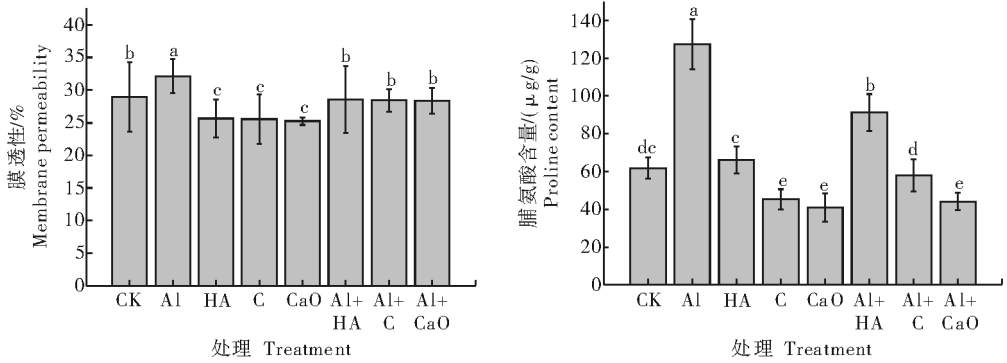 膜透性/%
Membrane permeability
40
35
30
25
20
15
10
5
0
b a c c c b b b
CK Al HA C CaO Al+ Al+ Al+
HA C CaO
处理 Treatment
脯氨酸含量/(μg/g)
Proline content
140
120
100
80
60
40
20
0
dc a c e e b d e
CK Al HA C CaO Al+ Al+ Al+
HA C CaO
处理 Treatment